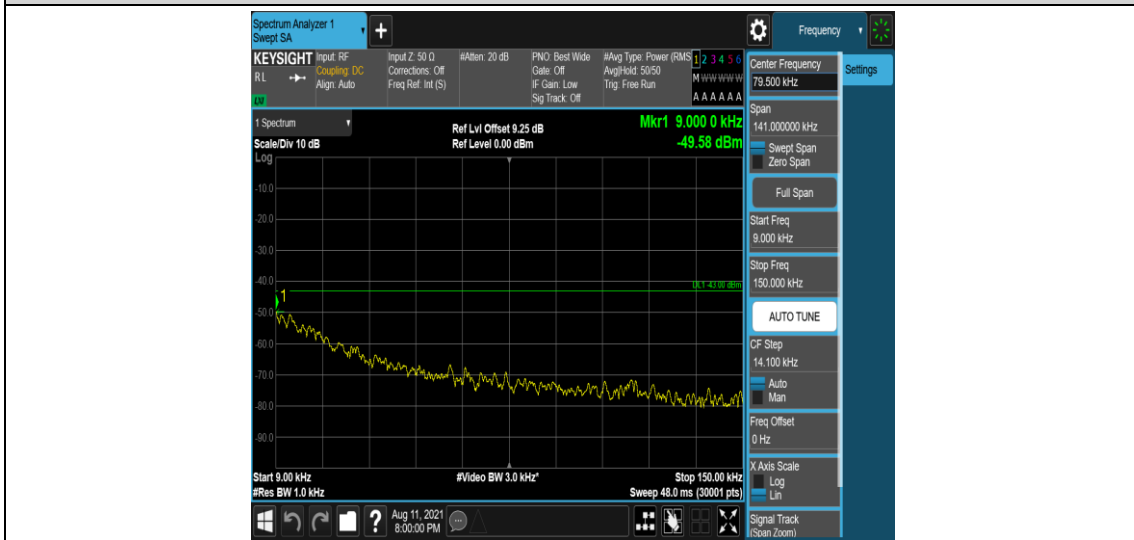 Spectrum Analyzer 1
Swept SA
+
Frequency
KEYSIGHT
RL
LXI
Input: RF
Coupling: DC
Align: Auto
Input Z: 50 Ω
Corrections: Off
Freq Ref: Int (S)
#Atten: 20 dB
PNO: Best Wide
Gate: Off
IF Gain: Low
Sig Track: Off
#Avg Type: Power (RMS
Avg|Hold: 50/50
Trig: Free Run
1 2 3 4 5 6
M W W W W W
A A A A A A
1 Spectrum
Scale/Div 10 dB
Log
Ref Lvl Offset 9.25 dB
Ref Level 0.00 dBm
Mkr1 9.000 0 kHz
-49.58 dBm
-10.0
-20.0
-30.0
-40.0
DL1 -43.00 dBm
1
-50.0
-60.0
-70.0
-80.0
-90.0
Start 9.00 kHz
#Res BW 1.0 kHz
#Video BW 3.0 kHz*
Stop 150.00 kHz
Sweep 48.0 ms (30001 pts)
?
Aug 11, 2021
8:00:00 PM
Center Frequency
79.500 kHz
Settings
Span
141.000000 kHz
Swept Span
Zero Span
Full Span
Start Freq
9.000 kHz
Stop Freq
150.000 kHz
AUTO TUNE
CF Step
14.100 kHz
Auto
Man
Freq Offset
0 Hz
X Axis Scale
Log
Lin
Signal Track
(Span Zoom)